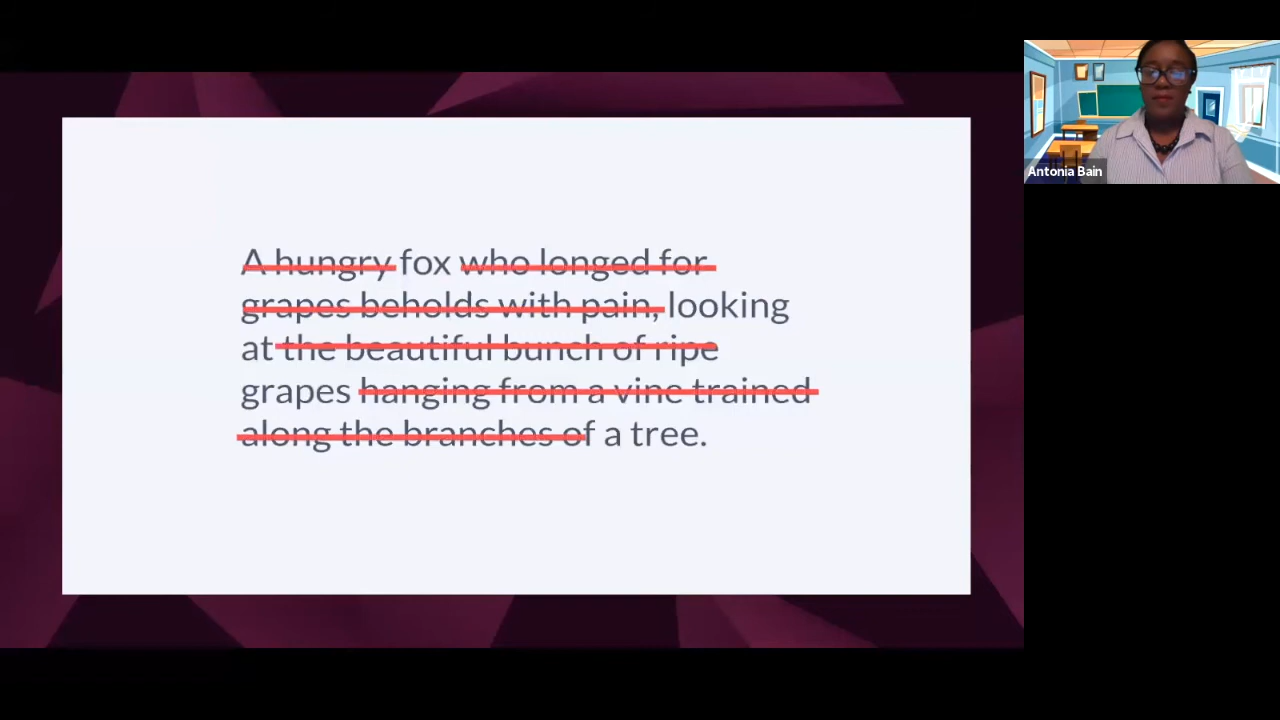 A hungry fox who longed for
grapes beholds with pain, looking
at the beautiful bunch of ripe
grapes hanging from a vine trained
along the branches of a tree.
Antonia Bain